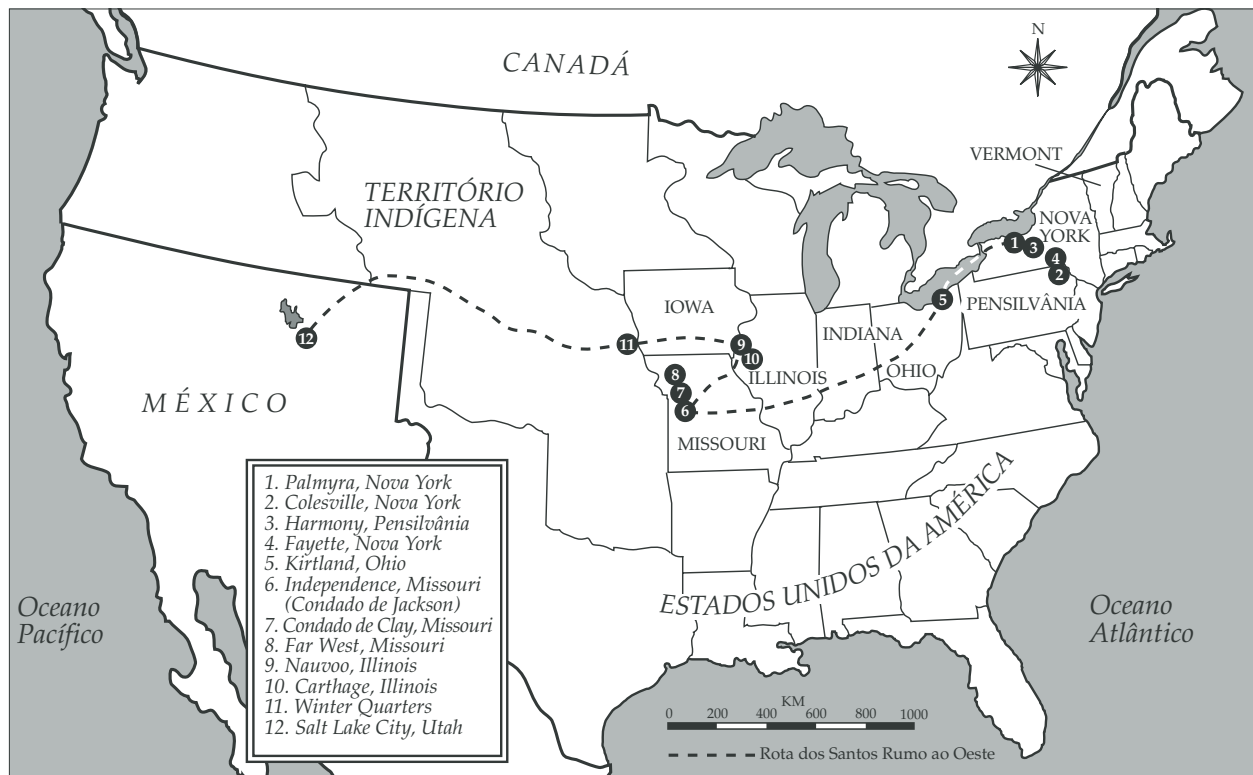 N
CANADÁ
VERMONT
TERRITÓRIO
INDÍGENA
NOVA
YORK
1
3
4
2
5
PENSILVÂNIA
IOWA
INDIANA
12
11
9
10
ILLINOIS
OHIO
8
7
6
MÉXICO
MISSOURI
1. Palmyra, Nova York
2. Colesville, Nova York
3. Harmony, Pensilvânia
4. Fayette, Nova York
5. Kirtland, Ohio
6. Independence, Missouri
(Condado de Jackson)
7. Condado de Clay, Missouri
8. Far West, Missouri
9. Nauvoo, Illinois
10. Carthage, Illinois
11. Winter Quarters
12. Salt Lake City, Utah
ESTADOS UNIDOS DA AMÉRICA
Oceano
Pacífico
Oceano
Atlântico
KM
0 200 400 600 800 1000
Rota dos Santos Rumo ao Oeste